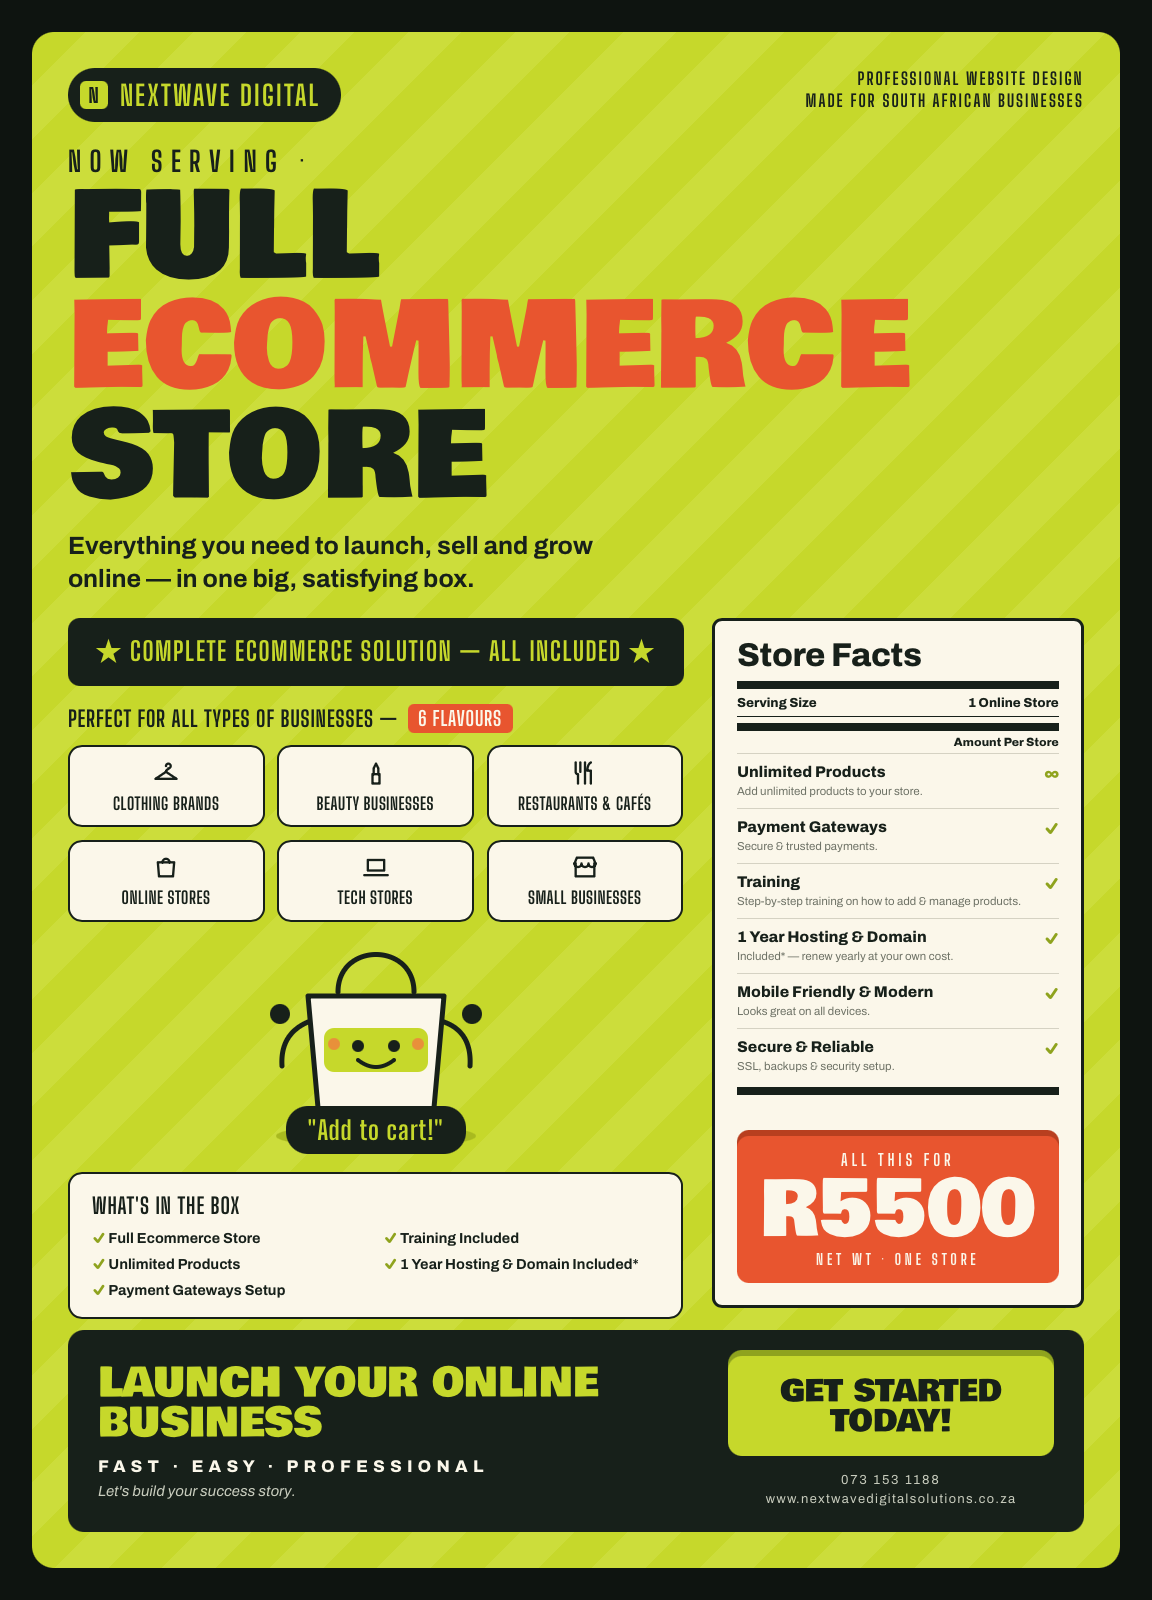 N NEXTWAVE DIGITAL
PROFESSIONAL WEBSITE DESIGN
MADE FOR SOUTH AFRICAN BUSINESSES
NOW SERVING ·
FULL
ECOMMERCE
STORE
Everything you need to launch, sell and grow
online — in one big, satisfying box.
★ COMPLETE ECOMMERCE SOLUTION — ALL INCLUDED ★
PERFECT FOR ALL TYPES OF BUSINESSES — 6 FLAVOURS
CLOTHING BRANDS
BEAUTY BUSINESSES
RESTAURANTS & CAFÉS
ONLINE STORES
TECH STORES
SMALL BUSINESSES
"Add to cart!"
WHAT'S IN THE BOX
Full Ecommerce Store
Unlimited Products
Payment Gateways Setup
Training Included
1 Year Hosting & Domain Included*
Store Facts
Serving Size 1 Online Store
Amount Per Store
Unlimited Products ∞
Add unlimited products to your store.
Payment Gateways
Secure & trusted payments.
Training
Step-by-step training on how to add & manage products.
1 Year Hosting & Domain
Included* — renew yearly at your own cost.
Mobile Friendly & Modern
Looks great on all devices.
Secure & Reliable
SSL, backups & security setup.
ALL THIS FOR
R5500
NET WT · ONE STORE
LAUNCH YOUR ONLINE
BUSINESS
FAST · EASY · PROFESSIONAL
Let's build your success story.
GET STARTED
TODAY!
073 153 1188
www.nextwavedigitalsolutions.co.za